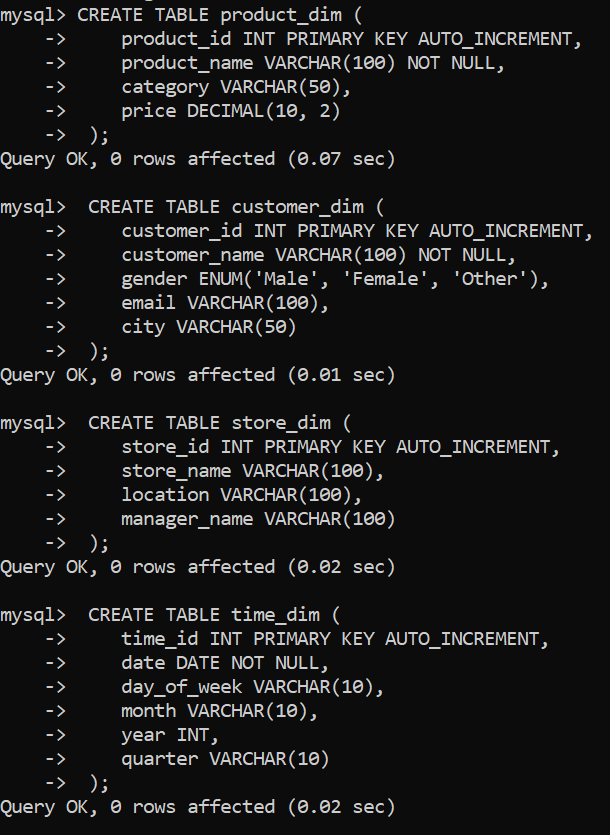 mysql> CREATE TABLE product_dim (
    ->     product_id INT PRIMARY KEY AUTO_INCREMENT,
    ->     product_name VARCHAR(100) NOT NULL,
    ->     category VARCHAR(50),
    ->     price DECIMAL(10, 2)
    ->  );
Query OK, 0 rows affected (0.07 sec)

mysql>  CREATE TABLE customer_dim (
    ->     customer_id INT PRIMARY KEY AUTO_INCREMENT,
    ->     customer_name VARCHAR(100) NOT NULL,
    ->     gender ENUM('Male', 'Female', 'Other'),
    ->     email VARCHAR(100),
    ->     city VARCHAR(50)
    ->  );
Query OK, 0 rows affected (0.01 sec)

mysql>  CREATE TABLE store_dim (
    ->     store_id INT PRIMARY KEY AUTO_INCREMENT,
    ->     store_name VARCHAR(100),
    ->     location VARCHAR(100),
    ->     manager_name VARCHAR(100)
    ->  );
Query OK, 0 rows affected (0.02 sec)

mysql>  CREATE TABLE time_dim (
    ->     time_id INT PRIMARY KEY AUTO_INCREMENT,
    ->     date DATE NOT NULL,
    ->     day_of_week VARCHAR(10),
    ->     month VARCHAR(10),
    ->     year INT,
    ->     quarter VARCHAR(10)
    ->  );
Query OK, 0 rows affected (0.02 sec)